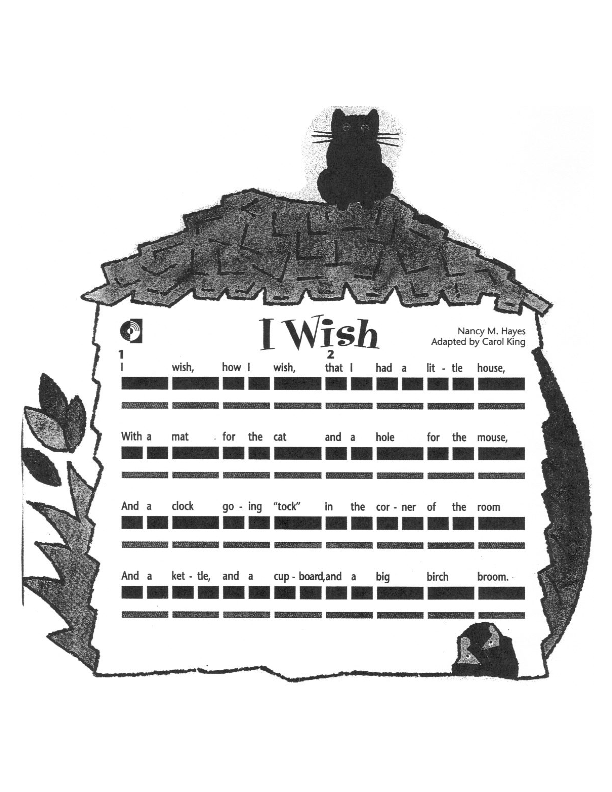 I Wish
Nancy M. Hayes
Adapted by Carol King
1 2
I wish, how I wish, that I had a lit - tle house,
With a mat for the cat and a hole for the mouse,
And a clock go - ing “tock” in the cor - ner of the room
And a ket - tle, and a cup - board, and a big birch broom.